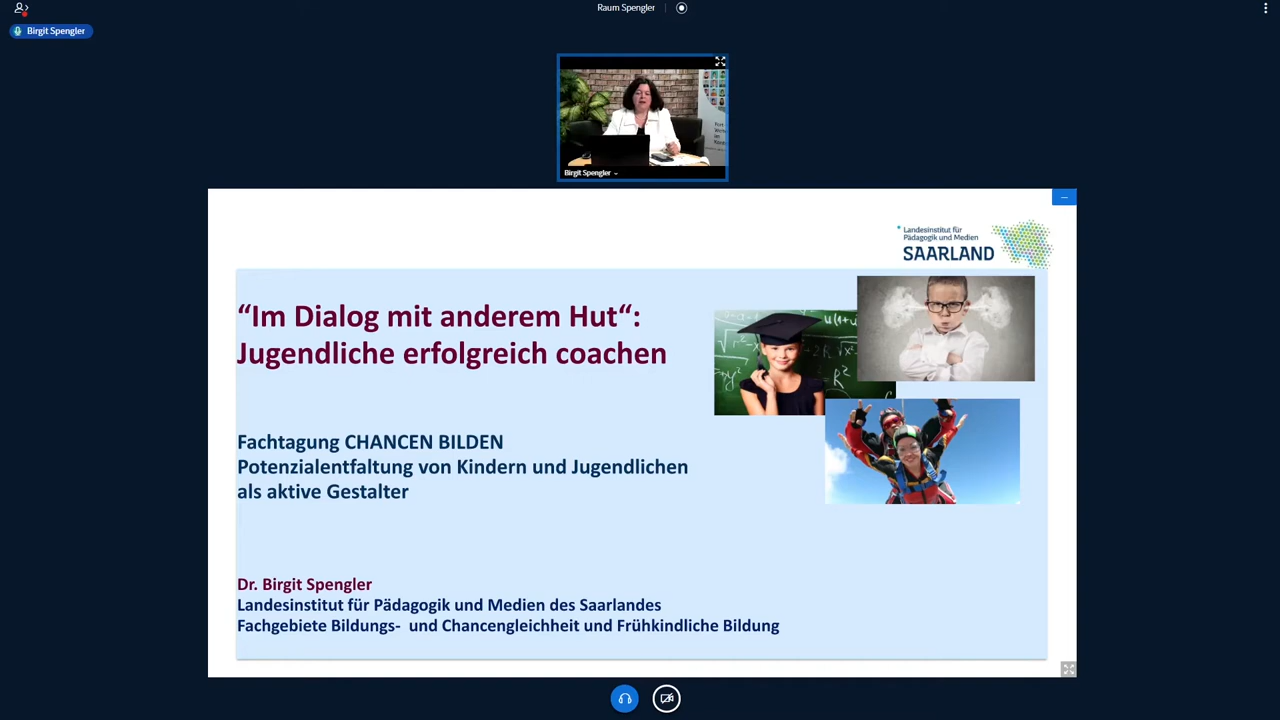 Raum Spengler
Birgit Spengler
Birgit Spengler
Landesinstitut für
Pädagogik und Medien
SAARLAND
“Im Dialog mit anderem Hut“:
Jugendliche erfolgreich coachen
Fachtagung CHANCEN BILDEN
Potenzialentfaltung von Kindern und Jugendlichen
als aktive Gestalter
Dr. Birgit Spengler
Landesinstitut für Pädagogik und Medien des Saarlandes
Fachgebiete Bildungs- und Chancengleichheit und Frühkindliche Bildung